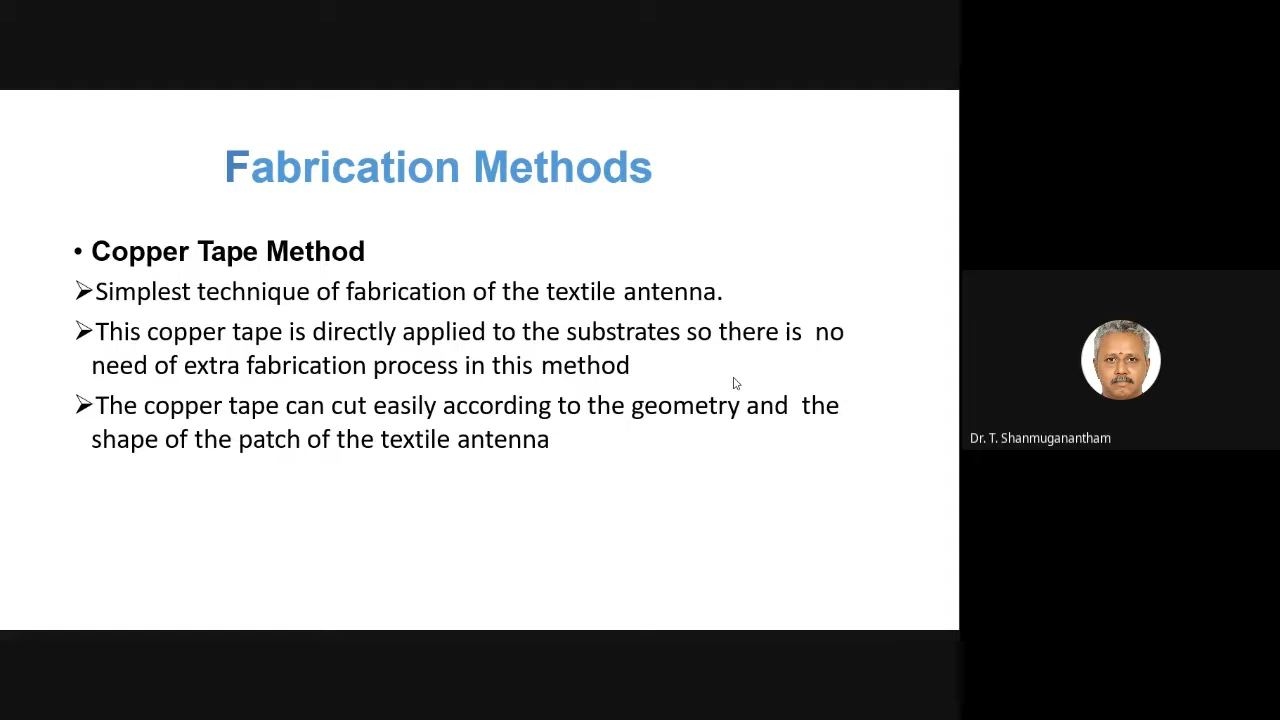 Fabrication Methods
• Copper Tape Method
➢Simplest technique of fabrication of the textile antenna.
➢This copper tape is directly applied to the substrates so there is  no
need of extra fabrication process in this method
➢The copper tape can cut easily according to the geometry and  the
shape of the patch of the textile antenna
Dr. T. Shanmuganantham